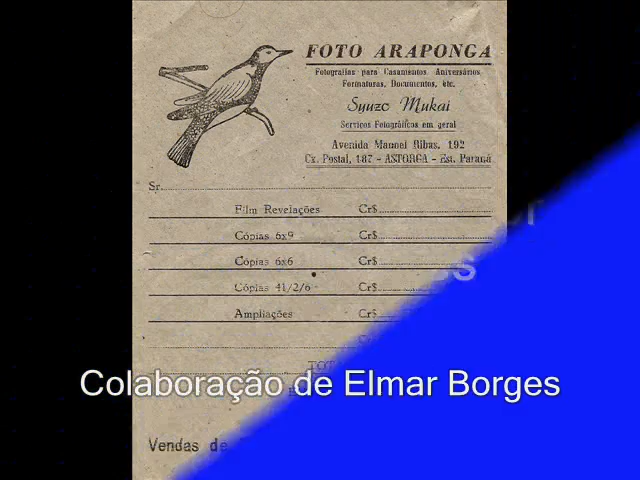 FOTO ARAPONGA
Fotografias para Casamentos Aniversários
Formaturas, Documentos, etc.
Syuzo Mukai
Serviços Fotográficos em geral
Avenida Manoel Ribas, 192
Cx. Postal, 187 - ASTORGA - Est. Paraná
Sr.
Film Revelações Cr$
Cópias 6x9 Cr$
Cópias 6x6 Cr$
Cópias 41/2/6 Cr$
Ampliações Cr$
Colaboração de Elmar Borges
Vendas de